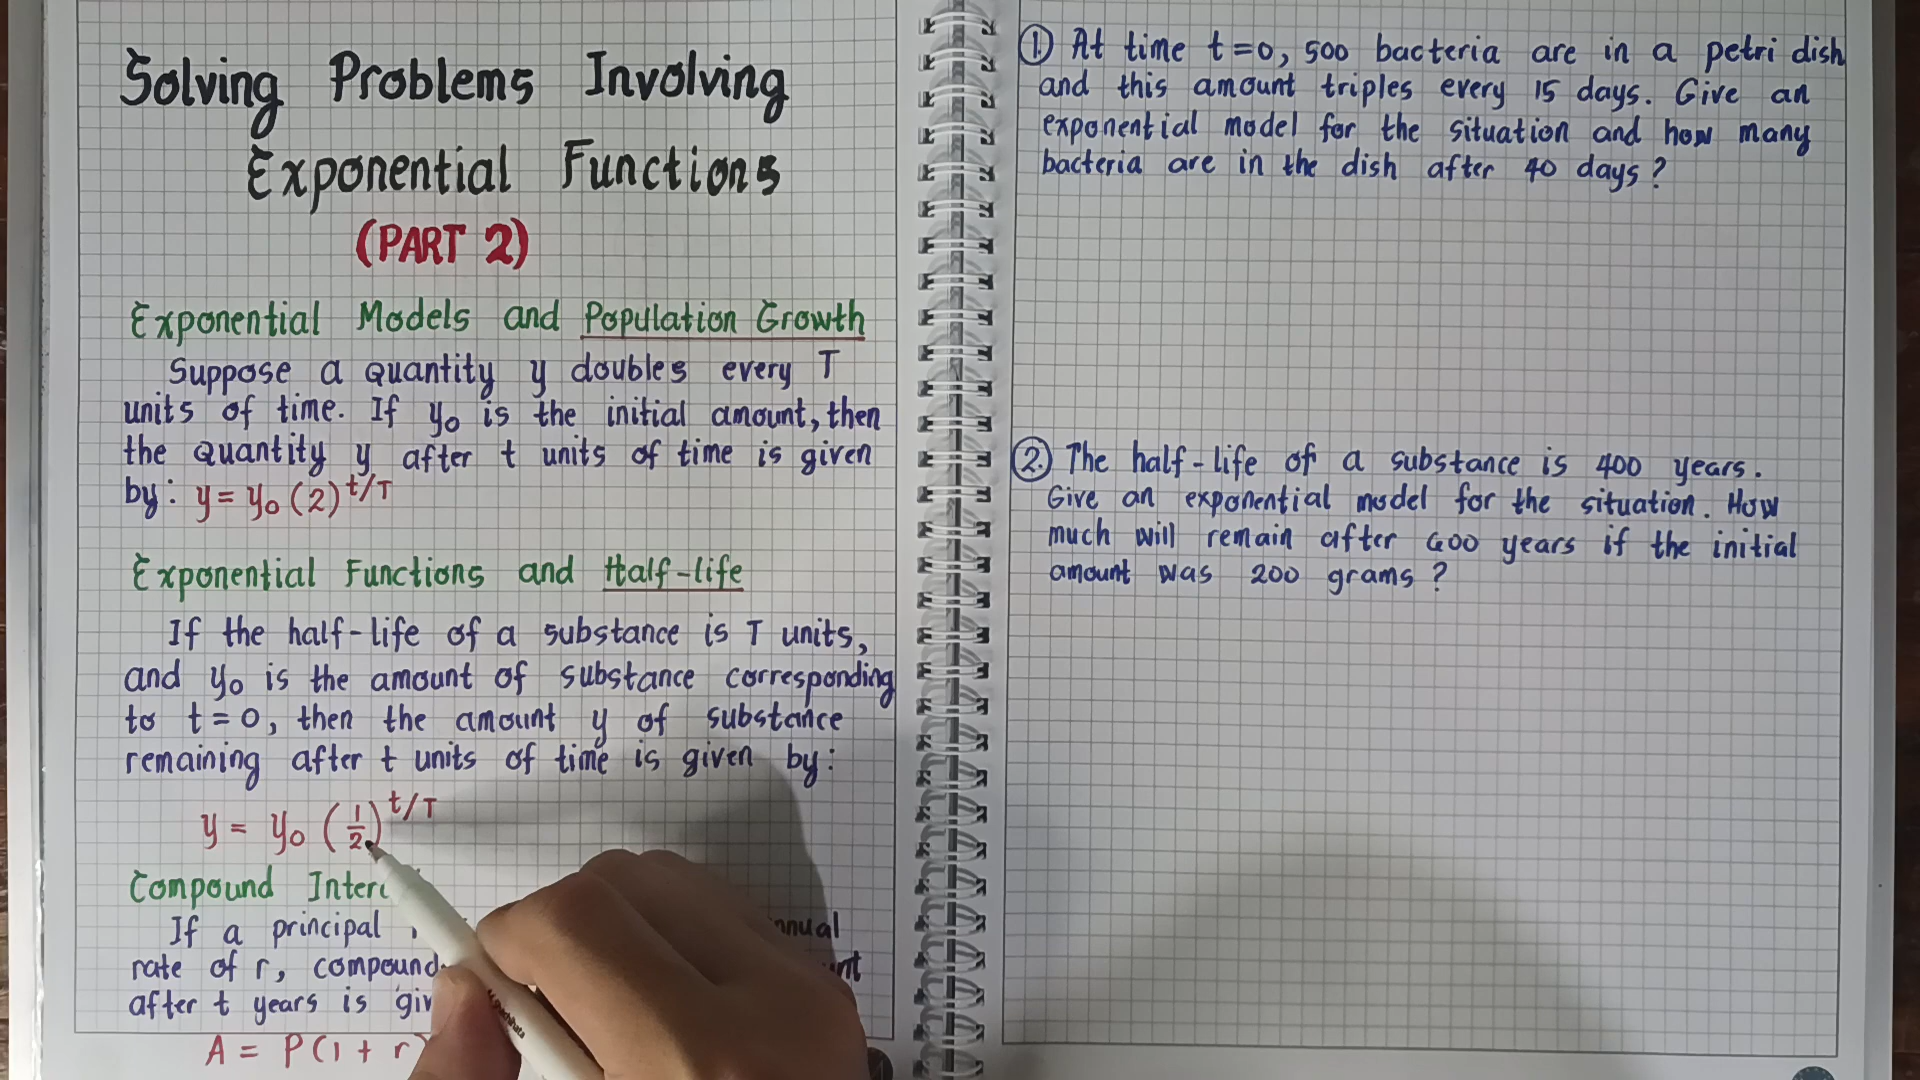 Solving Problems Involving
Exponential Functions
(PART 2)
Exponential Models and Population Growth
Suppose a quantity y doubles every T
units of time. If y₀ is the initial amount, then
the quantity y after t units of time is given
by: y = y₀ (2)^t/T
Exponential Functions and Half-life
If the half-life of a substance is T units,
and y₀ is the amount of substance corresponding
to t = 0, then the amount y of substance
remaining after t units of time is given by:
y = y₀ (1/2)^t/T
Compound
If a principal
rate of r,
after t years is
A = P(1 + r)
1. At time t = 0, 500 bacteria are in a petri dish
and this amount triples every 15 days. Give an
exponential model for the situation and how many
bacteria are in the dish after 40 days?
2. The half-life of a substance is 400 years.
Give an exponential model for the situation. How
much will remain after 600 years if the initial
amount was 200 grams?